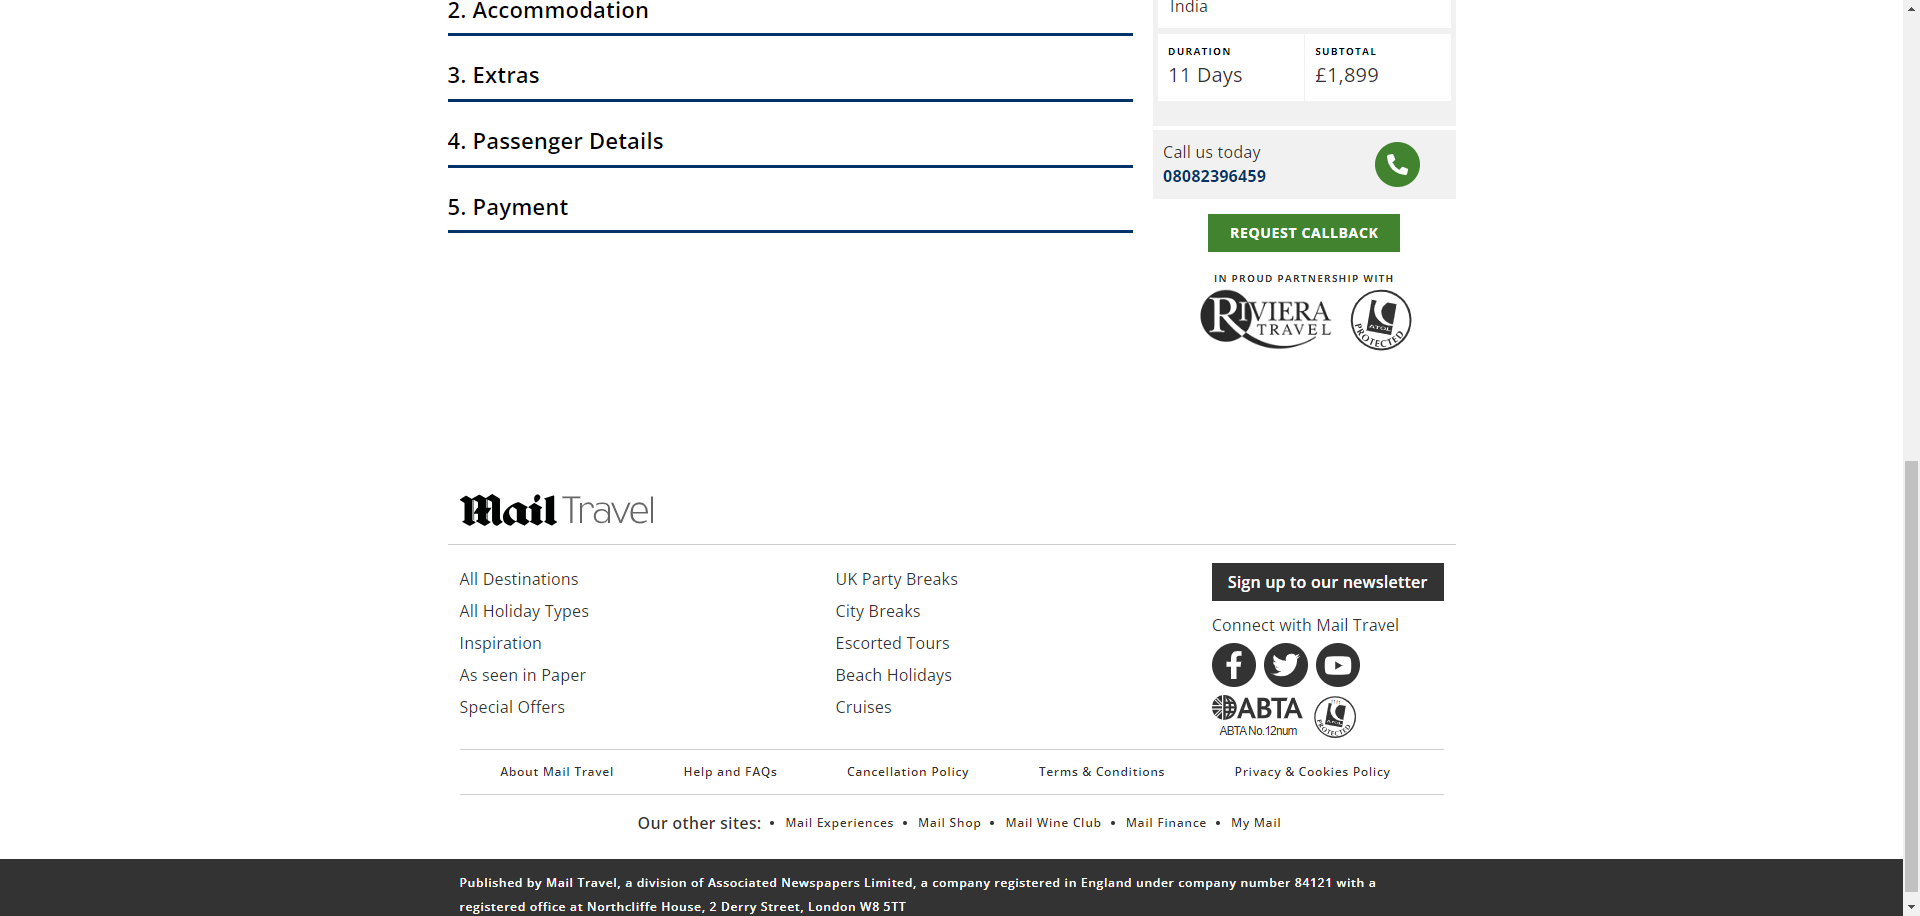 2. Accommodation
3. Extras
4. Passenger Details
5. Payment
India
DURATION
11 Days
SUBTOTAL
£1,899
Call us today
08082396459
REQUEST CALLBACK
IN PROUD PARTNERSHIP WITH
RIVIERA
TRAVEL
ATOL
PROTECTED
Mail Travel
All Destinations
All Holiday Types
Inspiration
As seen in Paper
Special Offers
UK Party Breaks
City Breaks
Escorted Tours
Beach Holidays
Cruises
Sign up to our newsletter
Connect with Mail Travel
ABTA
ABTA No.12num
ATOL
PROTECTED
About Mail Travel
Help and FAQs
Cancellation Policy
Terms & Conditions
Privacy & Cookies Policy
Our other sites: • Mail Experiences • Mail Shop • Mail Wine Club • Mail Finance • My Mail
Published by Mail Travel, a division of Associated Newspapers Limited, a company registered in England under company number 84121 with a
registered office at Northcliffe House, 2 Derry Street, London W8 5TT